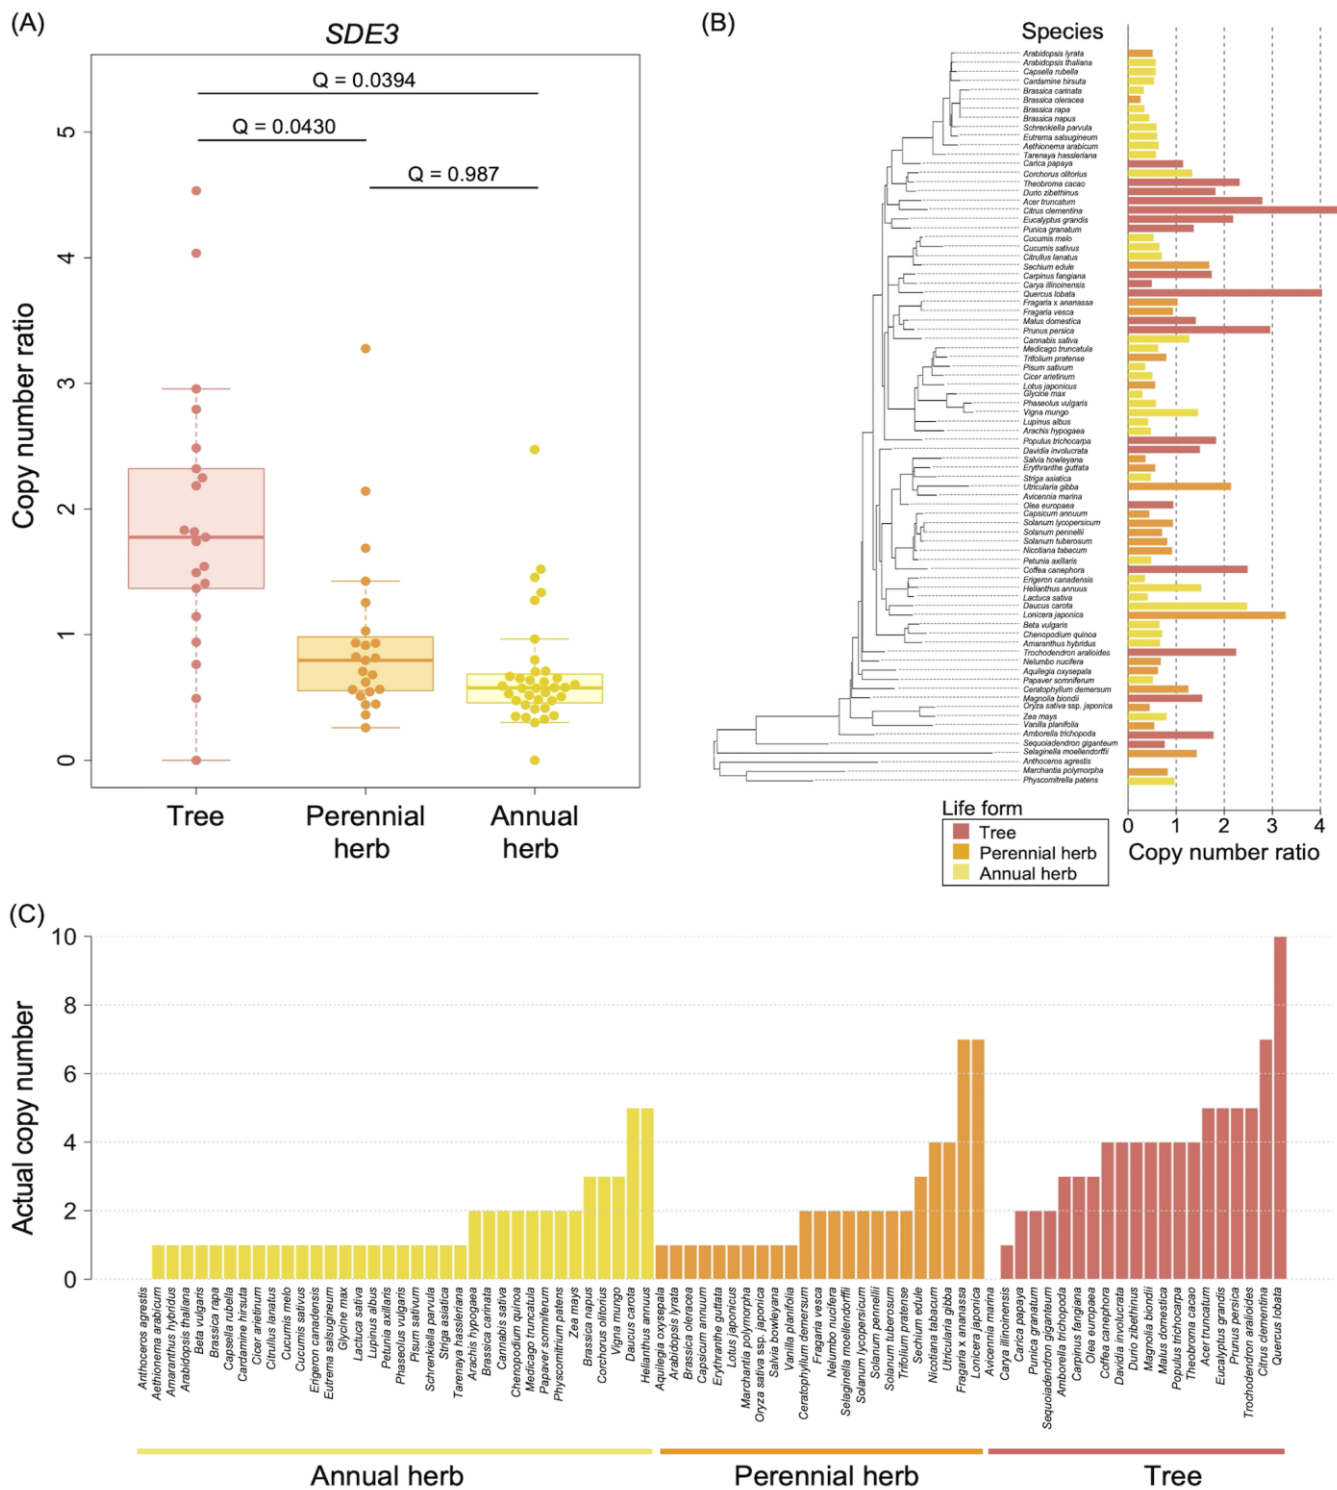 (A)
SDE3
Q = 0.0394
Q = 0.0430
Q = 0.987
Copy number ratio
5
4
3
2
1
0
Tree
Perennial
herb
Annual
herb
(B)
Species
Arabidopsis lyrata
Arabidopsis thaliana
Capsella rubella
Cardamine hirsuta
Brassica carinata
Brassica oleracea
Brassica rapa
Brassica napus
Schrenkiella parvula
Eutrema salsugineum
Aethionema arabicum
Tarenaya hassleriana
Carica papaya
Corchorus olitorius
Theobroma cacao
Durio zibethinus
Acer truncatum
Citrus clementina
Eucalyptus grandis
Punica granatum
Cucumis melo
Cucumis sativus
Citrullus lanatus
Sechium edule
Carpinus fangiana
Carya illinoinensis
Quercus lobata
Fragaria x ananassa
Fragaria vesca
Malus domestica
Prunus persica
Cannabis sativa
Medicago truncatula
Trifolium pratense
Pisum sativum
Cicer arietinum
Lotus japonicus
Glycine max
Phaseolus vulgaris
Vigna mungo
Lupinus albus
Arachis hypogaea
Populus trichocarpa
Davidia involucrata
Salvia bowleyana
Erythranthe guttata
Striga asiatica
Utricularia gibba
Avicennia marina
Olea europaea
Capsicum annuum
Solanum lycopersicum
Solanum pennellii
Solanum tuberosum
Nicotiana tabacum
Petunia axillaris
Coffea canephora
Erigeron canadensis
Helianthus annuus
Lactuca sativa
Daucus carota
Lonicera japonica
Beta vulgaris
Chenopodium quinoa
Amaranthus hybridus
Trochodendron aralioides
Nelumbo nucifera
Aquilegia oxysepala
Papaver somniferum
Ceratophyllum demersum
Magnolia biondii
Oryza sativa ssp. japonica
Zea mays
Vanilla planifolia
Amborella trichopoda
Sequoiadendron giganteum
Selaginella moellendorffii
Anthoceros agrestis
Marchantia polymorpha
Physcomitrella patens
Life form
Tree
Perennial herb
Annual herb
0 1 2 3 4
Copy number ratio
(C)
Actual copy number
10
8
6
4
2
0
Anthoceros agrestis
Aethionema arabicum
Amaranthus hybridus
Arabidopsis thaliana
Beta vulgaris
Brassica rapa
Capsella rubella
Cardamine hirsuta
Cicer arietinum
Citrullus lanatus
Cucumis melo
Cucumis sativus
Erigeron canadensis
Eutrema salsugineum
Glycine max
Lactuca sativa
Lupinus albus
Petunia axillaris
Phaseolus vulgaris
Pisum sativum
Schrenkiella parvula
Striga asiatica
Tarenaya hassleriana
Arachis hypogaea
Brassica carinata
Cannabis sativa
Chenopodium quinoa
Medicago truncatula
Papaver somniferum
Physcomitrium patens
Zea mays
Brassica napus
Corchorus olitorius
Vigna mungo
Daucus carota
Helianthus annuus
Aquilegia oxysepala
Arabidopsis lyrata
Brassica oleracea
Capsicum annuum
Erythranthe guttata
Lotus japonicus
Marchantia polymorpha
Oryza sativa ssp. japonica
Salvia bowleyana
Vanilla planifolia
Ceratophyllum demersum
Fragaria vesca
Nelumbo nucifera
Selaginella moellendorffii
Solanum lycopersicum
Solanum pennellii
Solanum tuberosum
Trifolium pratense
Sechium edule
Nicotiana tabacum
Utricularia gibba
Fragaria x ananassa
Lonicera japonica
Avicennia marina
Carya illinoinensis
Carica papaya
Punica granatum
Sequoiadendron giganteum
Amborella trichopoda
Carpinus fangiana
Olea europaea
Coffea canephora
Davidia involucrata
Durio zibethinus
Magnolia biondii
Malus domestica
Populus trichocarpa
Theobroma cacao
Acer truncatum
Eucalyptus grandis
Prunus persica
Trochodendron araloides
Citrus clementina
Quercus lobata
Annual herb
Perennial herb
Tree